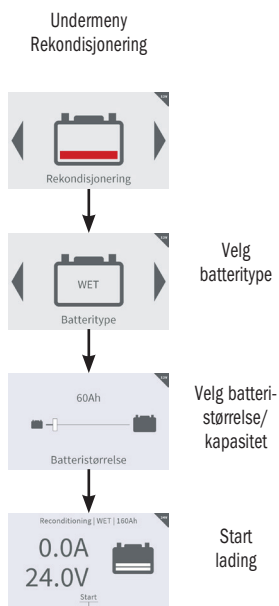 Undermeny
Rekondisjonering
Rekondisjonering
WET
Batteritype
Velg
batteritype
60Ah
Batteristørrelse
Velg batteri-
størrelse/
kapasitet
Reconditioning | WET | 160Ah
0.0A
24.0V
Start
Start
lading